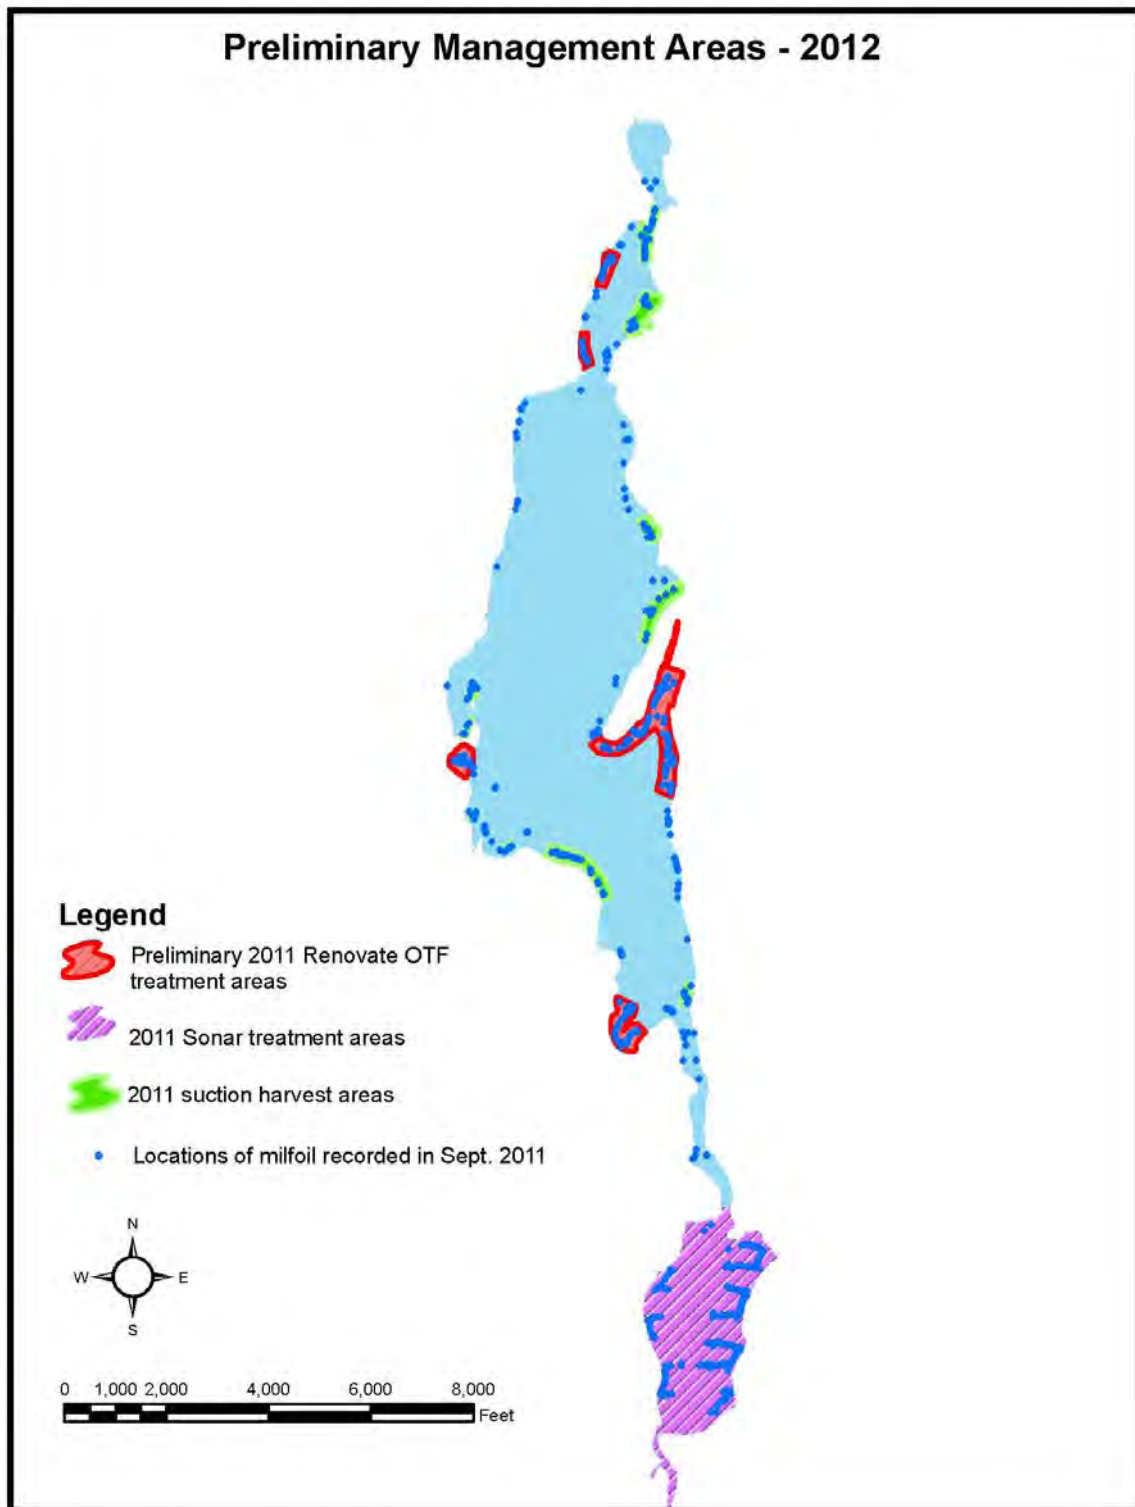 Preliminary Management Areas - 2012
Legend
Preliminary 2011 Renovate OTF
treatment areas
2011 Sonar treatment areas
2011 suction harvest areas
Locations of milfoil recorded in Sept. 2011
N
W E
S
0 1,000 2,000 4,000 6,000 8,000
Feet